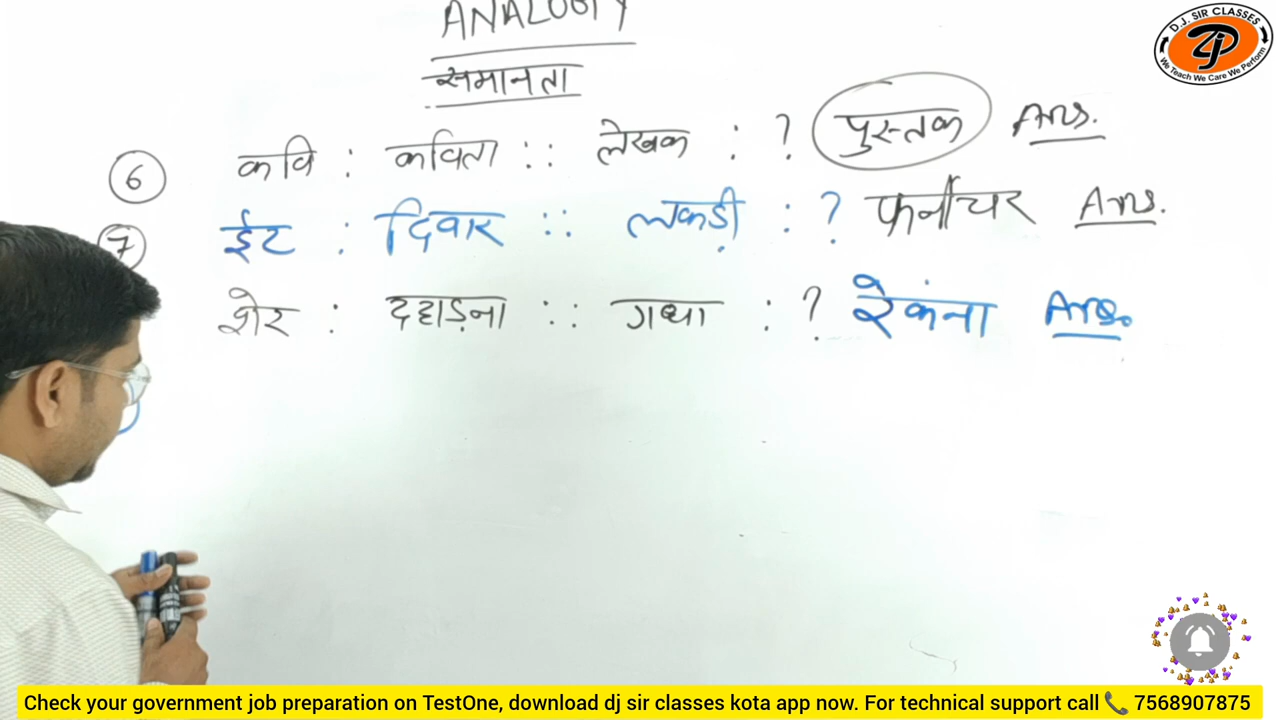 ANALOGY
समानता
D.J. SIR CLASSES
We Teach We Care We Perform
6 कवि : कविता :: लेखक : ? पुस्तक Ans.
7 ईट : दिवार :: लकड़ी : ? फर्नीचर Ans.
शेर : दहाड़ना :: गधा : ? रेंकंना Ans.
Check your government job preparation on TestOne, download dj sir classes kota app now. For technical support call 📞 7568907875